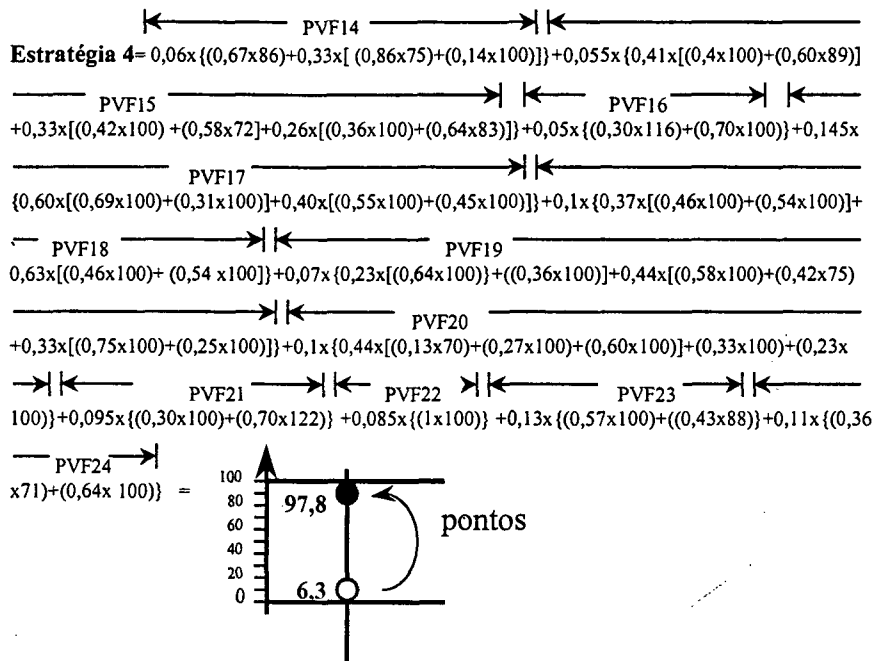 PVF14
Estratégia 4= 0,06x{(0,67x86)+0,33x[ (0,86x75)+(0,14x100)]}+0,055x{0,41x[(0,4x100)+(0,60x89)]
PVF15 PVF16
+0,33x[(0,42x100) +(0,58x72]+0,26x[(0,36x100)+(0,64x83)]}+0,05x{(0,30x116)+(0,70x100)}+0,145x
PVF17
{0,60x[(0,69x100)+(0,31x100)]+0,40x[(0,55x100)+(0,45x100)]}+0,1x{0,37x[(0,46x100)+(0,54x100)]+
PVF18 PVF19
0,63x[(0,46x100)+ (0,54 x100]}+0,07x{0,23x[(0,64x100)}+((0,36x100)]+0,44x[(0,58x100)+(0,42x75)
PVF20
+0,33x[(0,75x100)+(0,25x100)]}+0,1x{0,44x[(0,13x70)+(0,27x100)+(0,60x100)]+(0,33x100)+(0,23x
PVF21 PVF22 PVF23
100)}+0,095x{(0,30x100)+(0,70x122)} +0,085x{(1x100)} +0,13x{(0,57x100)+((0,43x88)}+0,11x{(0,36
PVF24
x71)+(0,64x 100)} =
100
80
60
40
20
0
97,8
6,3
pontos